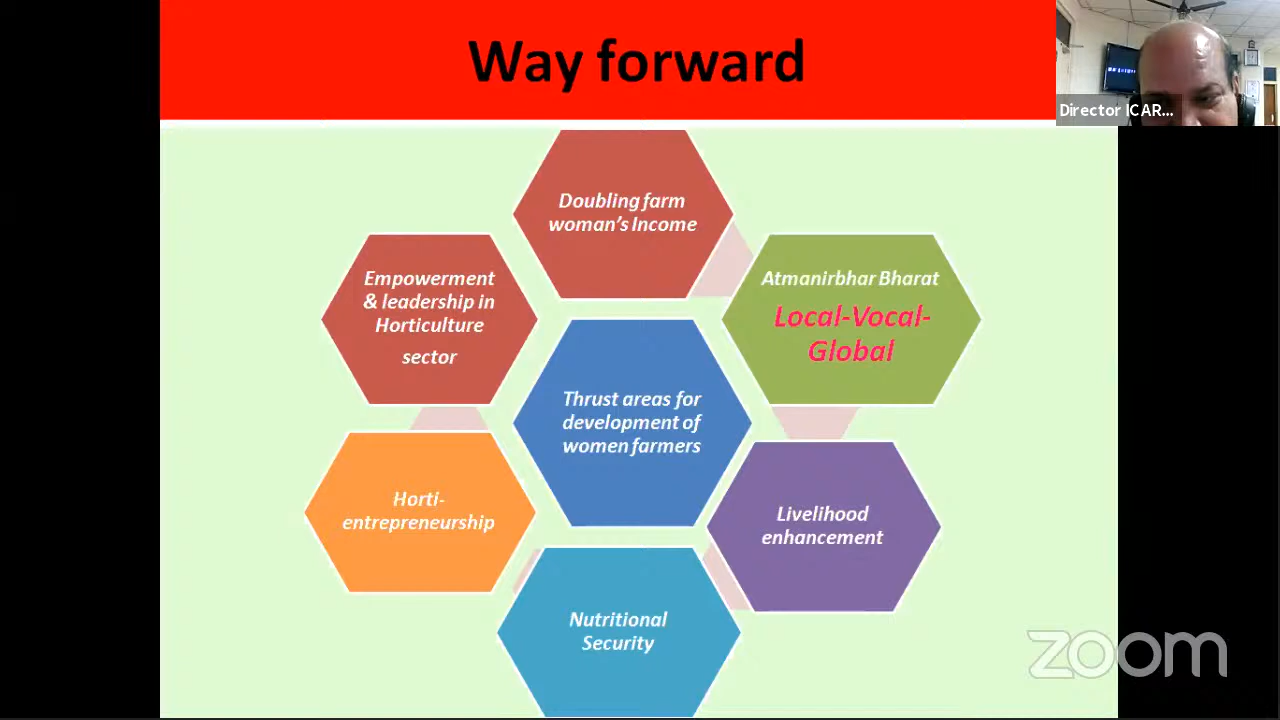 Way forward
Director ICAR...
Doubling farm
woman's Income
Atmanirbhar Bharat
Local-Vocal-
Global
Livelihood
enhancement
Nutritional
Security
Horti-
entrepreneurship
Empowerment
& leadership in
Horticulture
sector
Thrust areas for
development of
women farmers
zoom